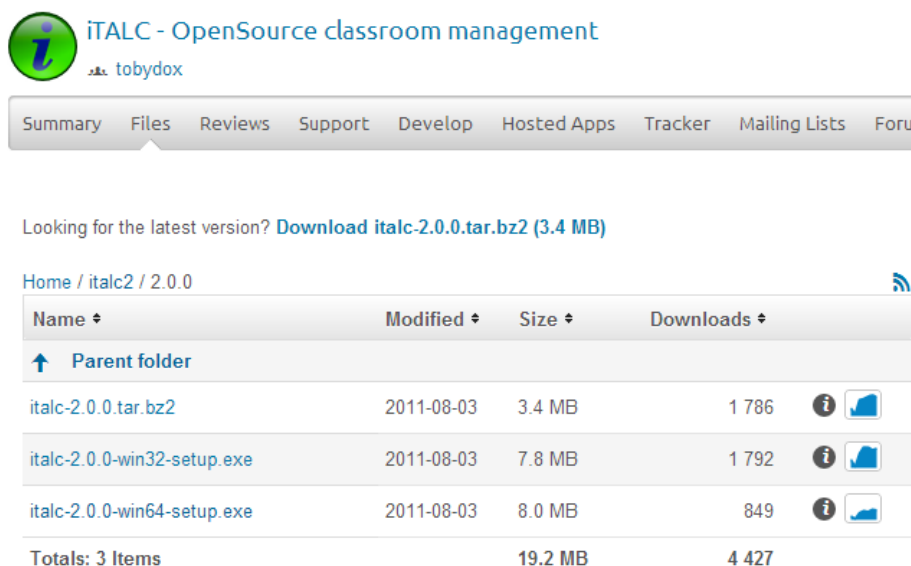 iTALC - OpenSource classroom management
tobydox
Summary Files Reviews Support Develop Hosted Apps Tracker Mailing Lists Foru
Looking for the latest version? Download italc-2.0.0.tar.bz2 (3.4 MB)
Home / italc2 / 2.0.0
Name Modified Size Downloads
Parent folder
italc-2.0.0.tar.bz2 2011-08-03 3.4 MB 1 786
italc-2.0.0-win32-setup.exe 2011-08-03 7.8 MB 1 792
italc-2.0.0-win64-setup.exe 2011-08-03 8.0 MB 849
Totals: 3 Items 19.2 MB 4 427